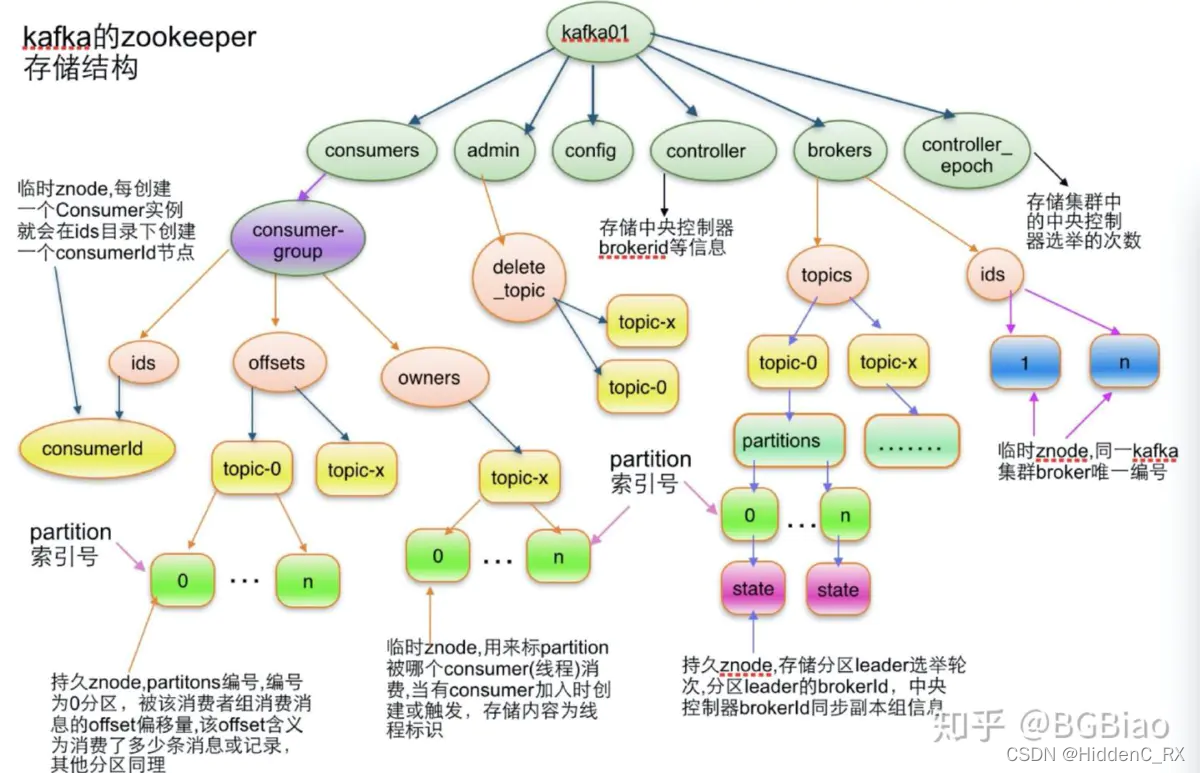 kafka的zookeeper
存储结构
kafka01
consumers
admin
config
controller
brokers
controller_
epoch
临时znode,每创建
一个Consumer实例
就会在ids目录下创建
一个consumerId节点
consumer-
group
存储中央控制器
brokerid等信息
存储集群中
的中央控制
器选举的次数
delete
_topic
topics
ids
topic-x
topic-0
ids
offsets
owners
topic-0
topic-x
1
n
consumerId
topic-0
topic-x
topic-x
partition
索引号
partitions
.......
临时znode,同一kafka
集群broker唯一编号
partition
索引号
0
...
n
0
...
n
0
...
n
state
state
持久znode,partitons编号,编号
为0分区，被该消费者组消费消
息的offset偏移量,该offset含义
为消费了多少条消息或记录，
其他分区同理
临时znode,用来标partition
被哪个consumer(线程)消
费,当有consumer加入时创
建或触发，存储内容为线
程标识
持久znode,存储分区leader选举轮
次,分区leader的brokerId，中央
控制器brokerId同步副本组信息
知乎 @BGBiao
CSDN @HiddenC_RX